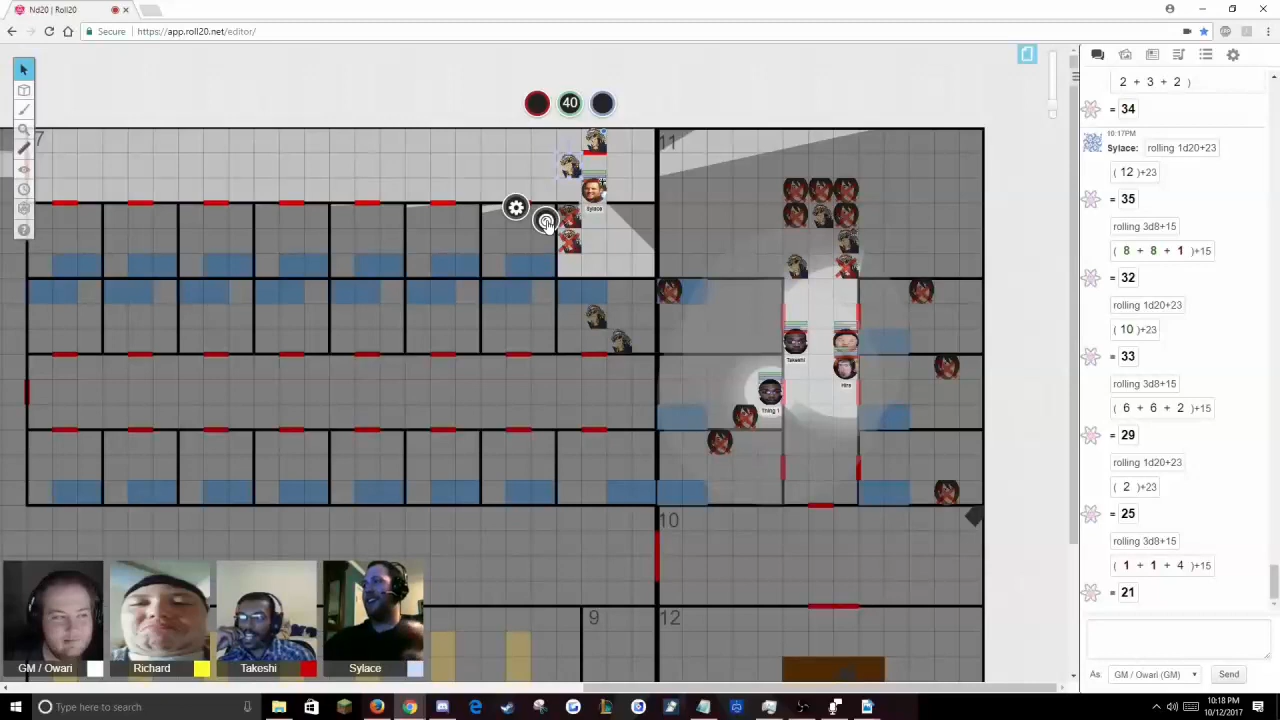 Nd20 | Roll20
Secure
https://app.roll20.net/editor/
40
7
11
Sylace
Takeshi
Hiro
Thing 1
10
9
12
GM / Owari
Richard
Takeshi
Sylace
2 + 3 + 2 )
= 34
10:17PM
Sylace: rolling 1d20+23
( 12 )+23
= 35
rolling 3d8+15
( 8 + 8 + 1 )+15
= 32
rolling 1d20+23
( 10 )+23
= 33
rolling 3d8+15
( 6 + 6 + 2 )+15
= 29
rolling 1d20+23
( 2 )+23
= 25
rolling 3d8+15
( 1 + 1 + 4 )+15
= 21
As: GM / Owari (GM)
Send
Type here to search
10:18 PM
10/12/2017